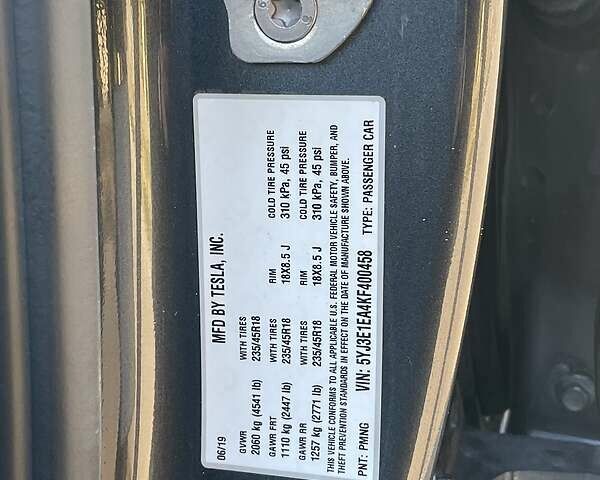 MFD BY TESLA, INC.
06/19
GVWR WITH TIRES RIM COLD TIRE PRESSURE
2060 kg (4541 lb) 235/45R18 18X8.5 J 310 kPa, 45 psi
GAWR FRT WITH TIRES RIM COLD TIRE PRESSURE
1110 kg (2447 lb) 235/45R18 18X8.5 J 310 kPa, 45 psi
GAWR RR WITH TIRES
1257 kg (2771 lb) 235/45R18
THIS VEHICLE CONFORMS TO ALL APPLICABLE U.S. FEDERAL MOTOR VEHICLE SAFETY, BUMPER, AND
THEFT PREVENTION STANDARDS IN EFFECT ON THE DATE OF MANUFACTURE SHOWN ABOVE.
PNT: PMNG VIN: 5YJ3E1EA4KF400458 TYPE: PASSENGER CAR